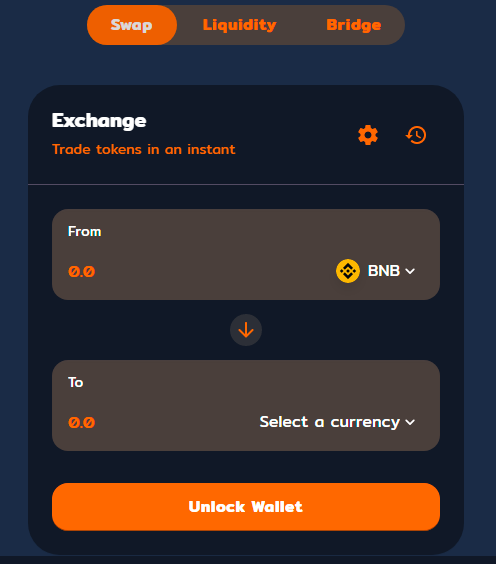 Swap Liquidity Bridge
Exchange
Trade tokens in an instant
From
0.0 BNB
To
0.0 Select a currency
Unlock Wallet